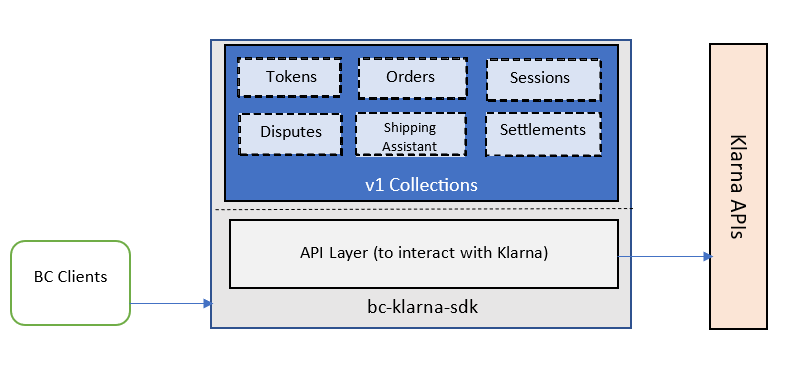 Tokens
Orders
Sessions
Disputes
Shipping
Assistant
Settlements
v1 Collections
API Layer (to interact with Klarna)
bc-klarna-sdk
BC Clients
Klarna APIs